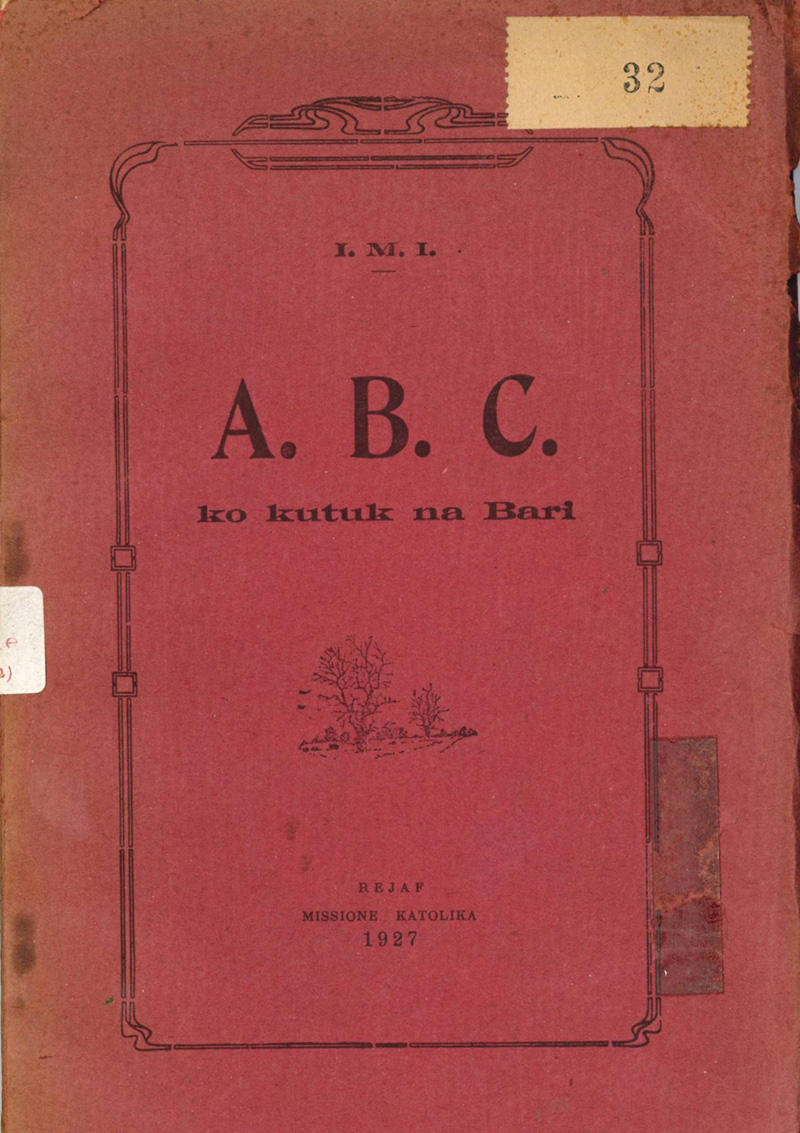 32
I. M. I.
A. B. C.
ko kutuk na Bari
e
)
REJAF
MISSIONE KATOLIKA
1927